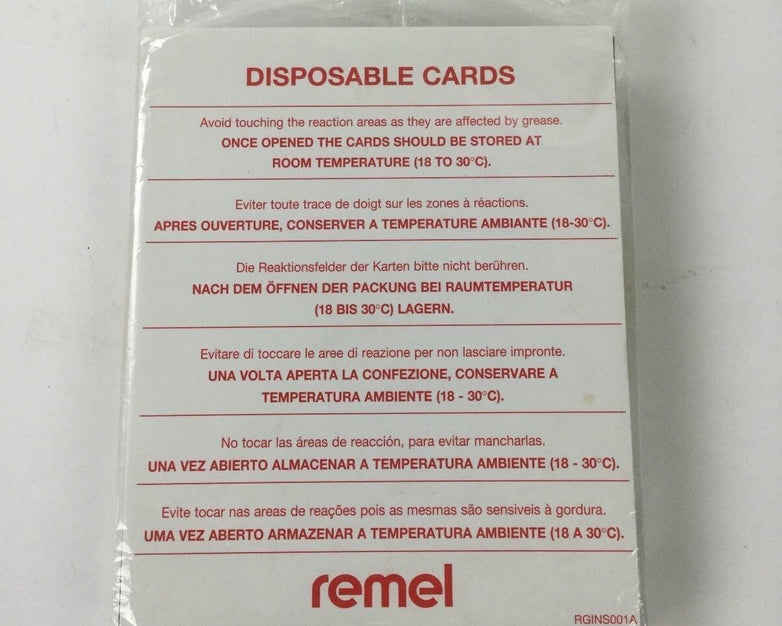 DISPOSABLE CARDS
Avoid touching the reaction areas as they are affected by grease.
ONCE OPENED THE CARDS SHOULD BE STORED AT
ROOM TEMPERATURE (18 TO 30°C).
Eviter toute trace de doigt sur les zones à réactions.
APRES OUVERTURE, CONSERVER A TEMPERATURE AMBIANTE (18-30°C).
Die Reaktionsfelder der Karten bitte nicht berühren.
NACH DEM ÖFFNEN DER PACKUNG BEI RAUMTEMPERATUR
(18 BIS 30°C) LAGERN.
Evitare di toccare le aree di reazione per non lasciare impronte.
UNA VOLTA APERTA LA CONFEZIONE, CONSERVARE A
TEMPERATURA AMBIENTE (18 - 30°C).
No tocar las áreas de reacción, para evitar mancharlas.
UNA VEZ ABIERTO ALMACENAR A TEMPERATURA AMBIENTE (18 - 30°C).
Evite tocar nas areas de reações pois as mesmas são sensiveis à gordura.
UMA VEZ ABERTO ARMAZENAR A TEMPERATURA AMBIENTE (18 A 30°C).
remel
RGINS001A